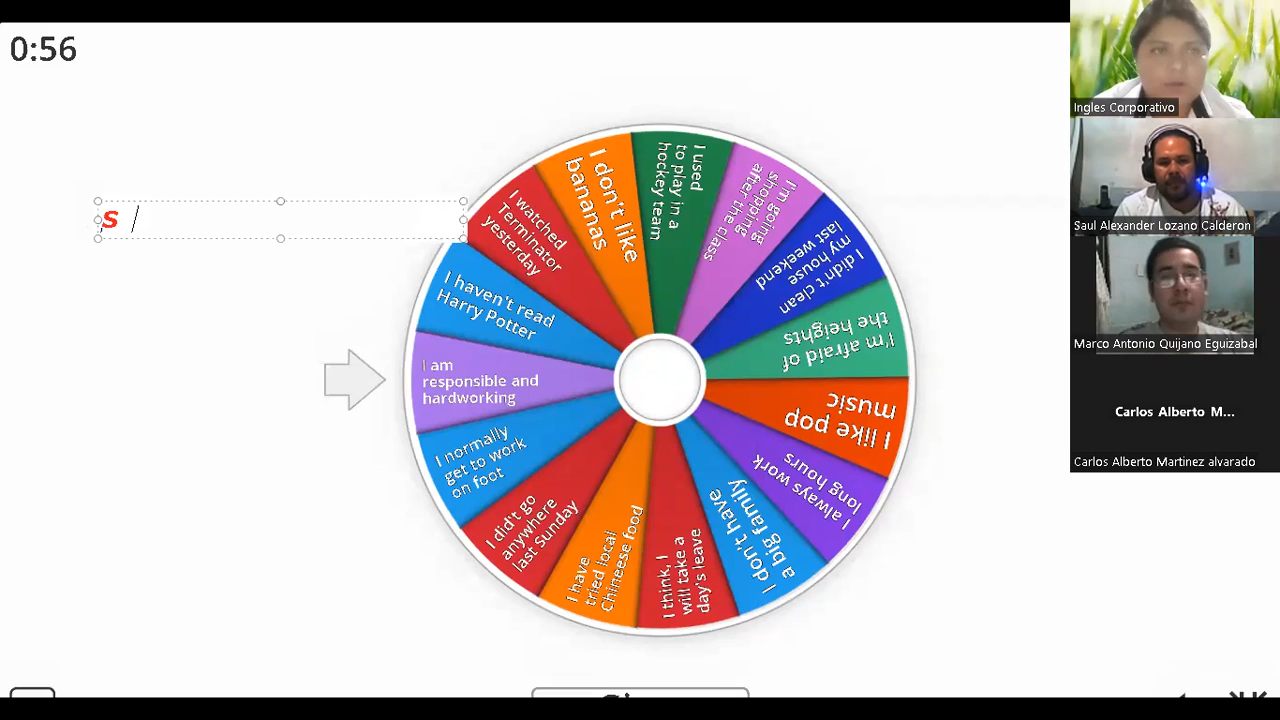 0:56
S
I used
to play in a
hockey team
I'm going
shopping
after the class
I didn't clean
my house
last weekend
I'm afraid of
the heights
I like pop
music
I always work
long hours
I don't have
a big family
I think, I
will take a
day's leave
I have
tried local
Chineese food
I did't go
anywhere
last Sunday
I normally
get to work
on foot
I am
responsible and
hardworking
I haven't read
Harry Potter
I watched
Terminator
yesterday
I don't like
bananas
Ingles Corporativo
Saul Alexander Lozano Calderon
Marco Antonio Quijano Eguizabal
Carlos Alberto M...
Carlos Alberto Martinez alvarado